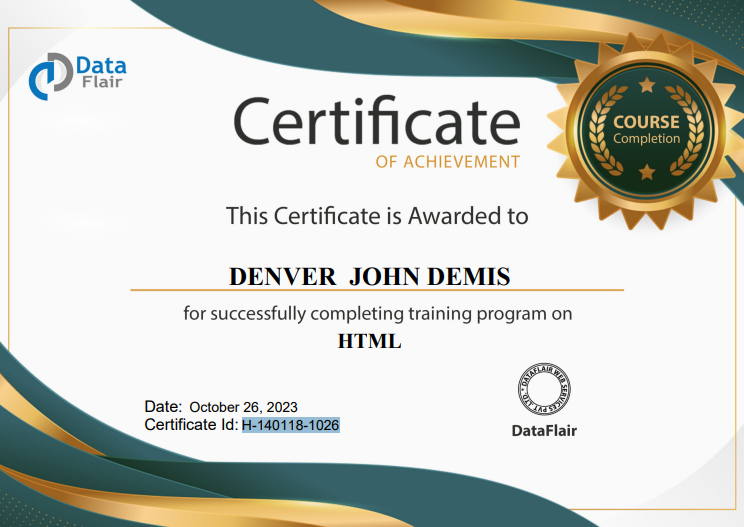 Data
Flair
Certificate
OF ACHIEVEMENT
COURSE
Completion
This Certificate is Awarded to
DENVER JOHN DEMIS
for successfully completing training program on
HTML
Date: October 26, 2023
Certificate Id: H-140118-1026
* DATAFLAIR WEB SERVICES PVT. LTD.
DataFlair